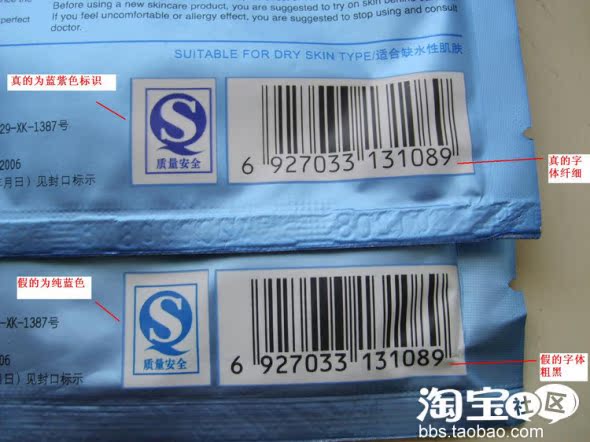 Before using a new skincare product, you are suggested to try on skin behind
If you feel uncomfortable or allergy effect, you are suggested to stop using and consult
doctor.
perfect
SUITABLE FOR DRY SKIN TYPE/适合缺水性肌肤
真的为蓝紫色标识
29-XK-1387号
2006
年月日）见封口标示
S
质量安全
6 927033 131089
真的字
体纤细
假的为纯蓝色
-XK-1387号
06
日）见封口标示
S
质量安全
6 927033 131089
假的字体
粗黑
淘宝社区
bbs.taobao.com